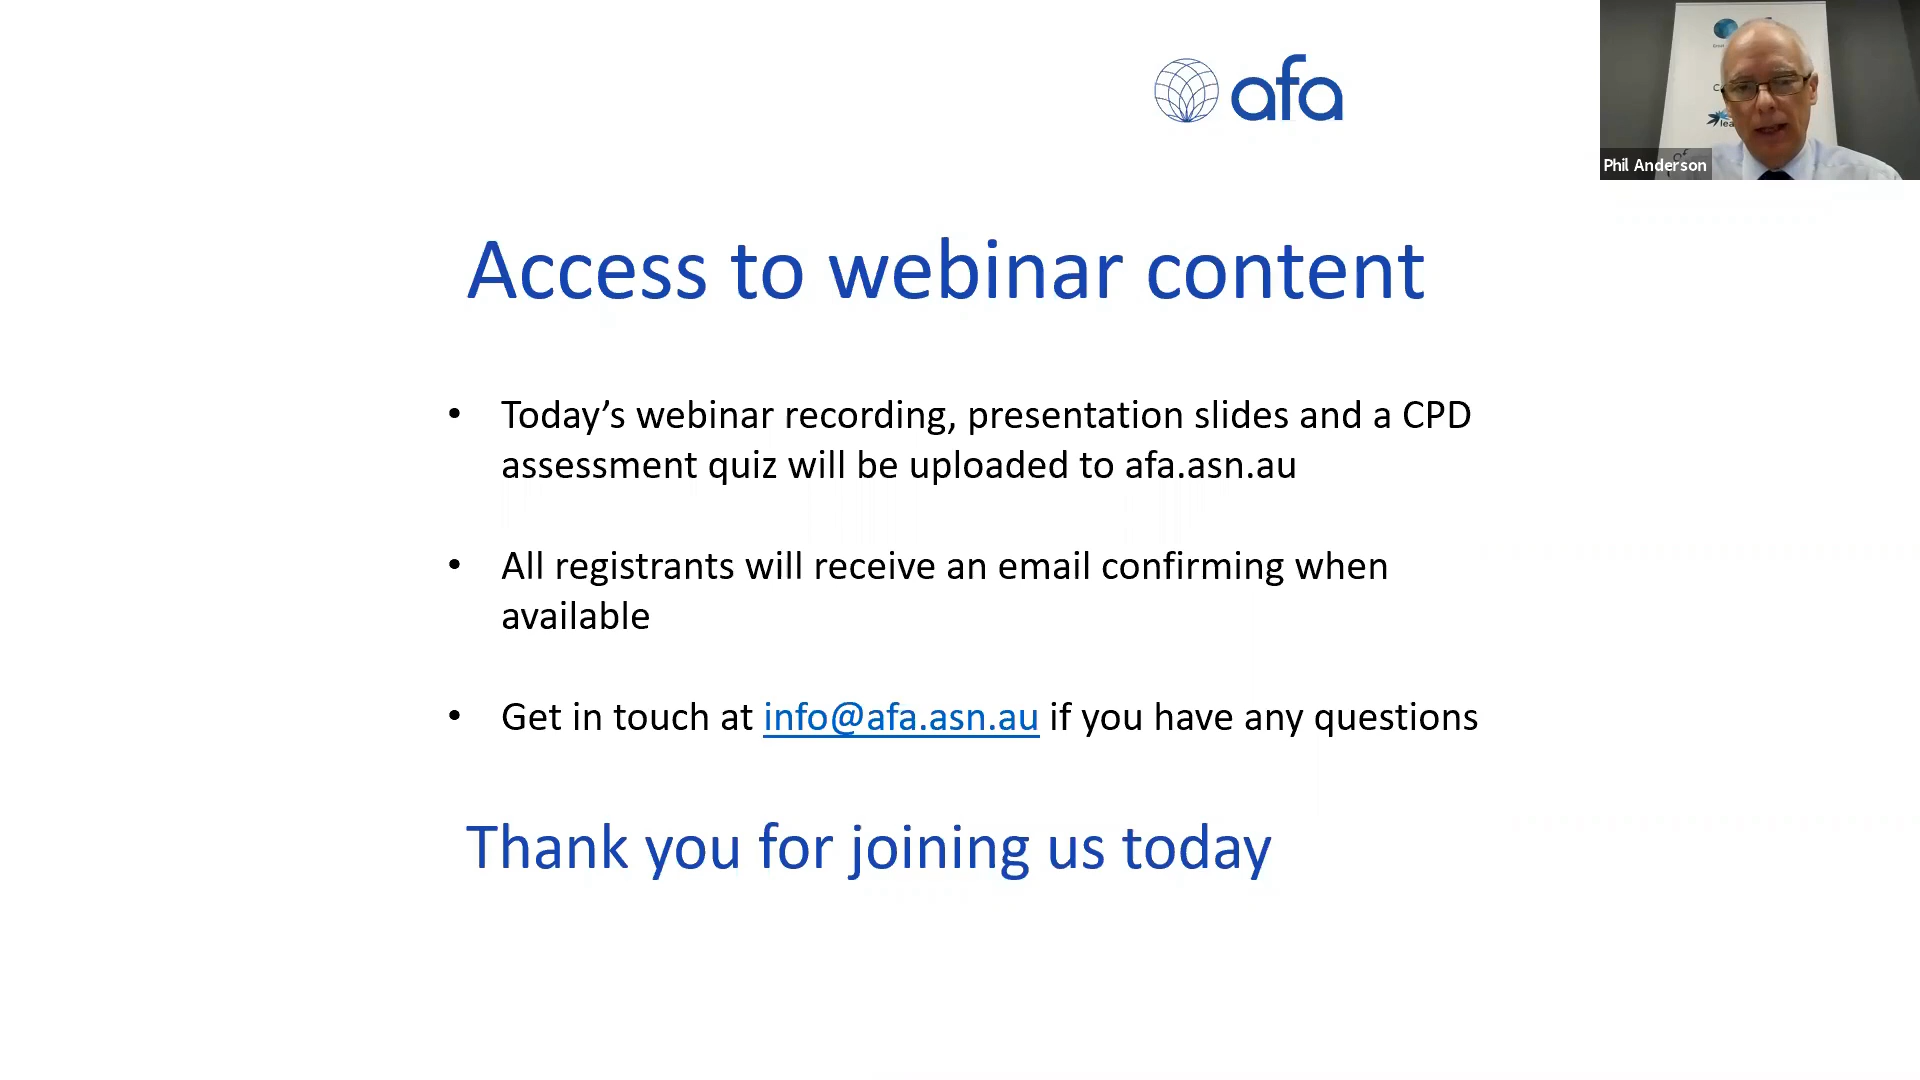 afa
Phil Anderson
Access to webinar content
• Today’s webinar recording, presentation slides and a CPD
assessment quiz will be uploaded to afa.asn.au
• All registrants will receive an email confirming when
available
• Get in touch at info@afa.asn.au if you have any questions
Thank you for joining us today